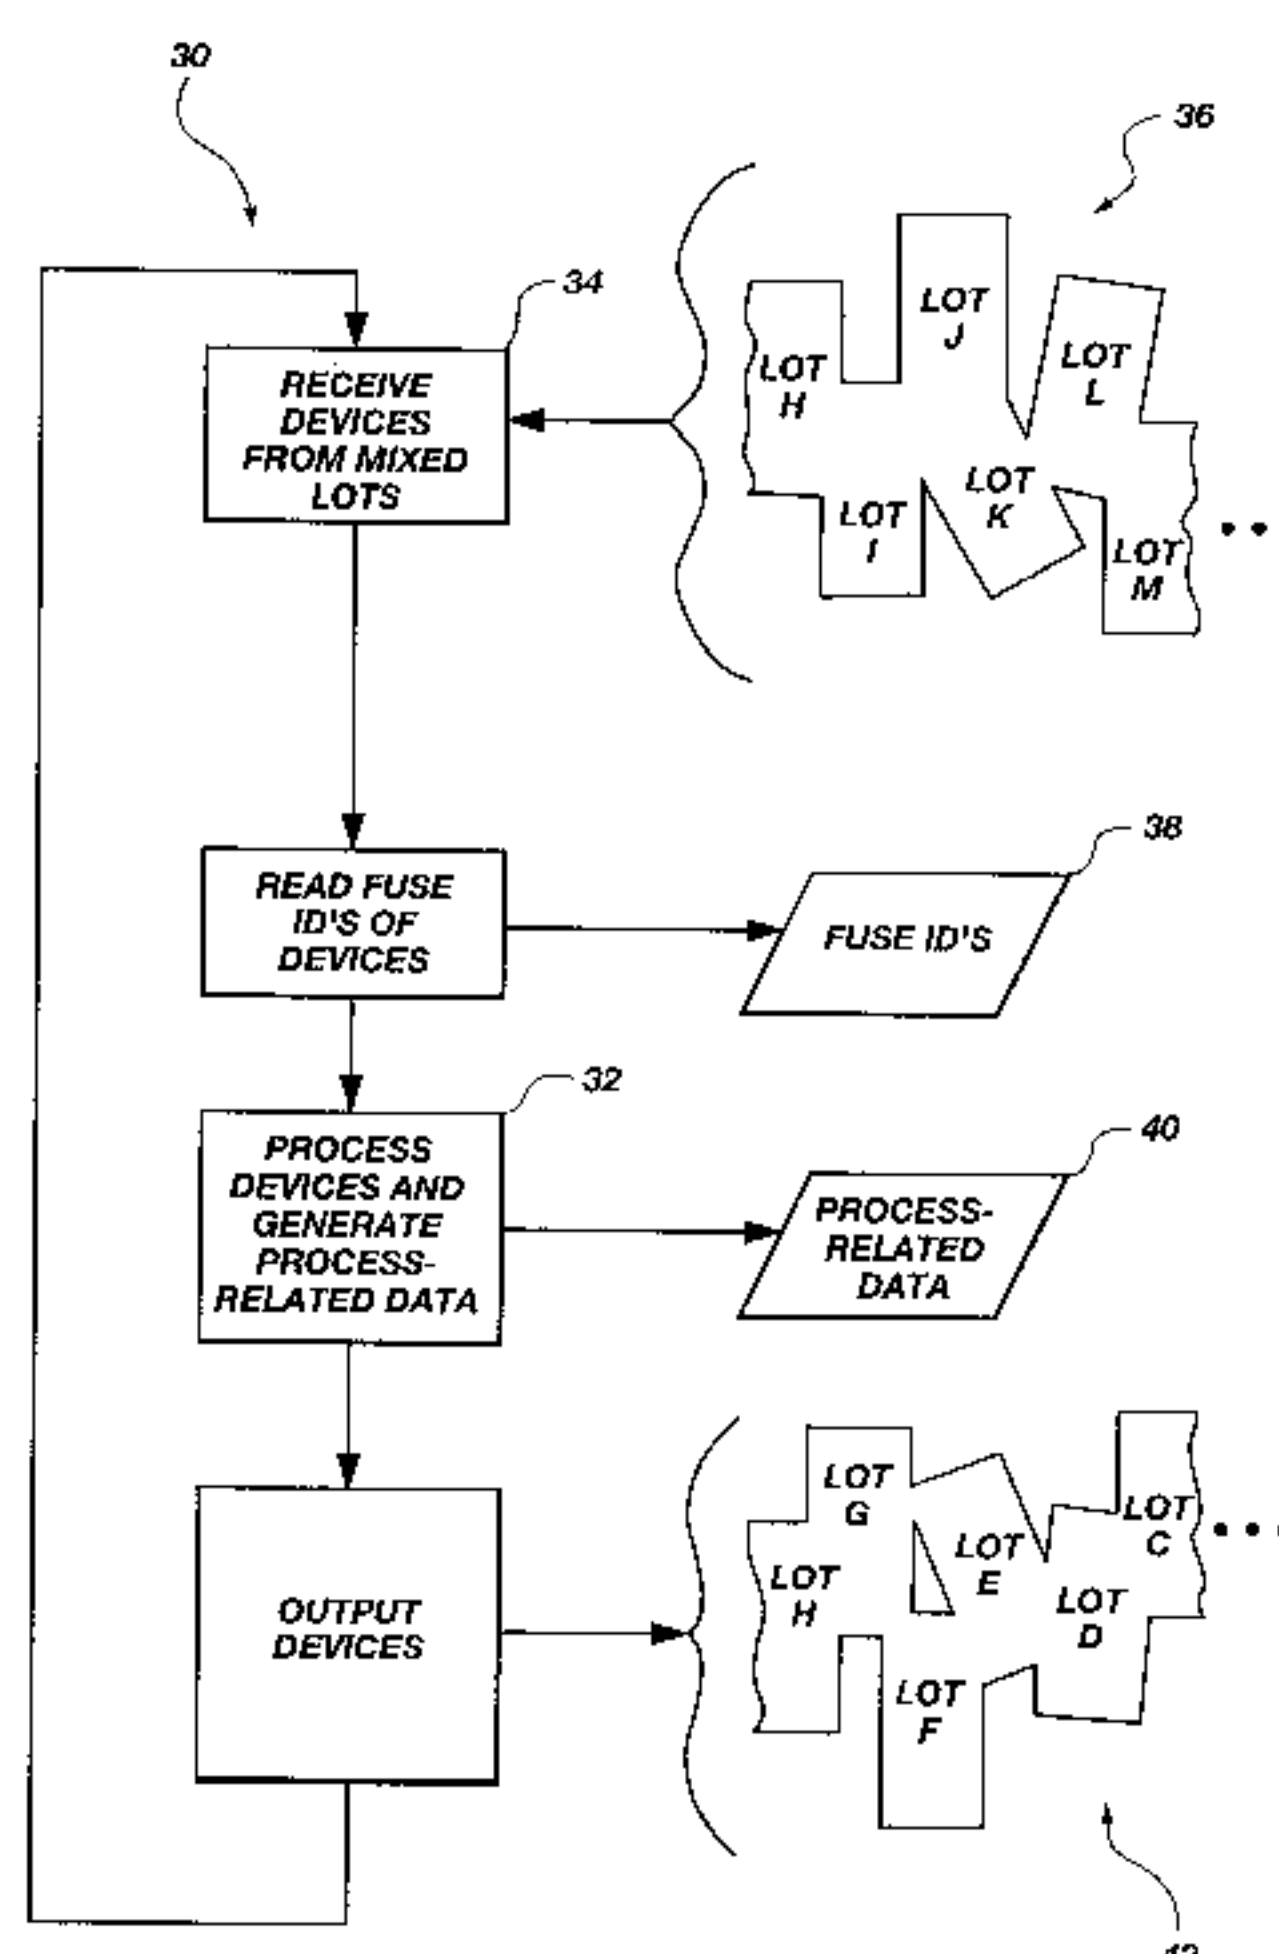 30
36
34
RECEIVE
DEVICES
FROM MIXED
LOTS
LOT
H
LOT
J
LOT
L
LOT
I
LOT
K
LOT
M
READ FUSE
ID'S OF
DEVICES
38
FUSE ID'S
32
PROCESS
DEVICES AND
GENERATE
PROCESS-
RELATED DATA
40
PROCESS-
RELATED
DATA
OUTPUT
DEVICES
LOT
G
LOT
H
LOT
E
LOT
F
LOT
D
LOT
C